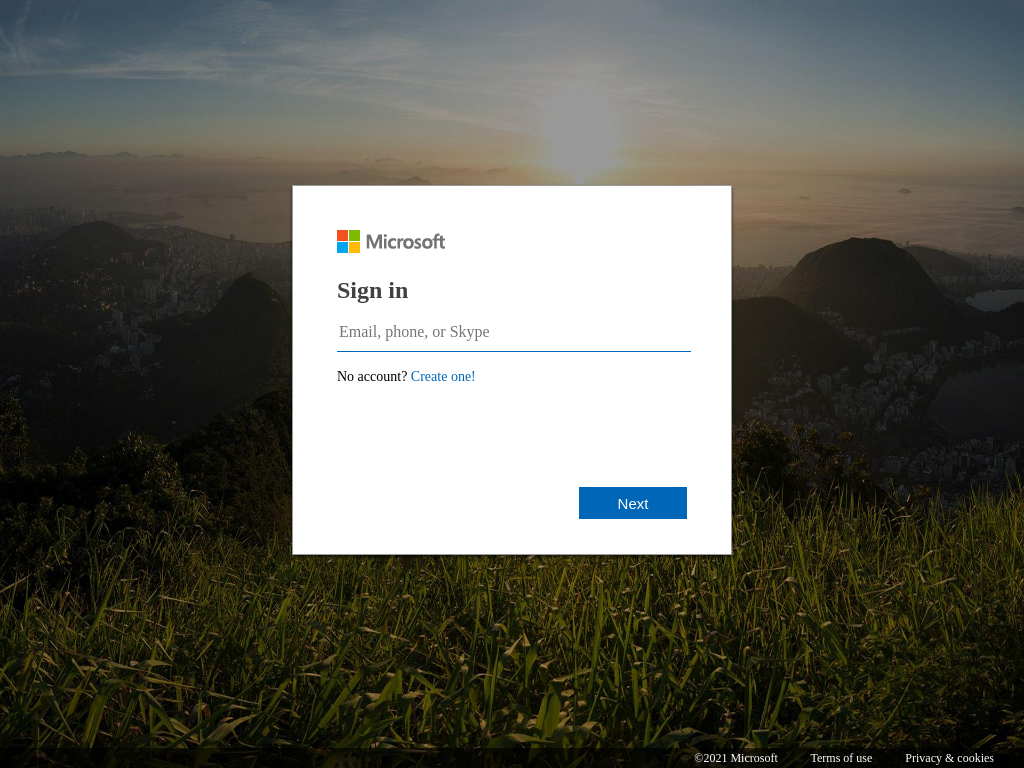 Microsoft
Sign in
Email, phone, or Skype
No account? Create one!
Next
©2021 Microsoft Terms of use Privacy & cookies